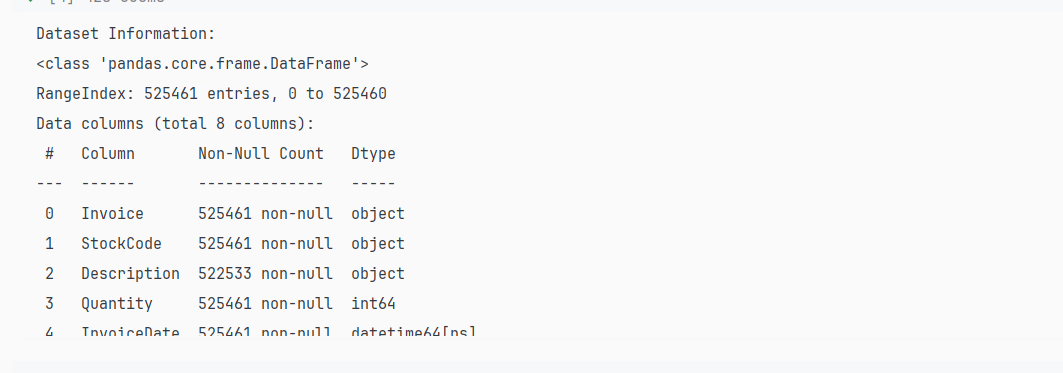 Dataset Information:
<class 'pandas.core.frame.DataFrame'>
RangeIndex: 525461 entries, 0 to 525460
Data columns (total 8 columns):
 #   Column       Non-Null Count   Dtype
---  ------       --------------   -----
 0   Invoice      525461 non-null  object
 1   StockCode    525461 non-null  object
 2   Description  522533 non-null  object
 3   Quantity     525461 non-null  int64
 4   InvoiceDate  525461 non-null  datetime64[ns]